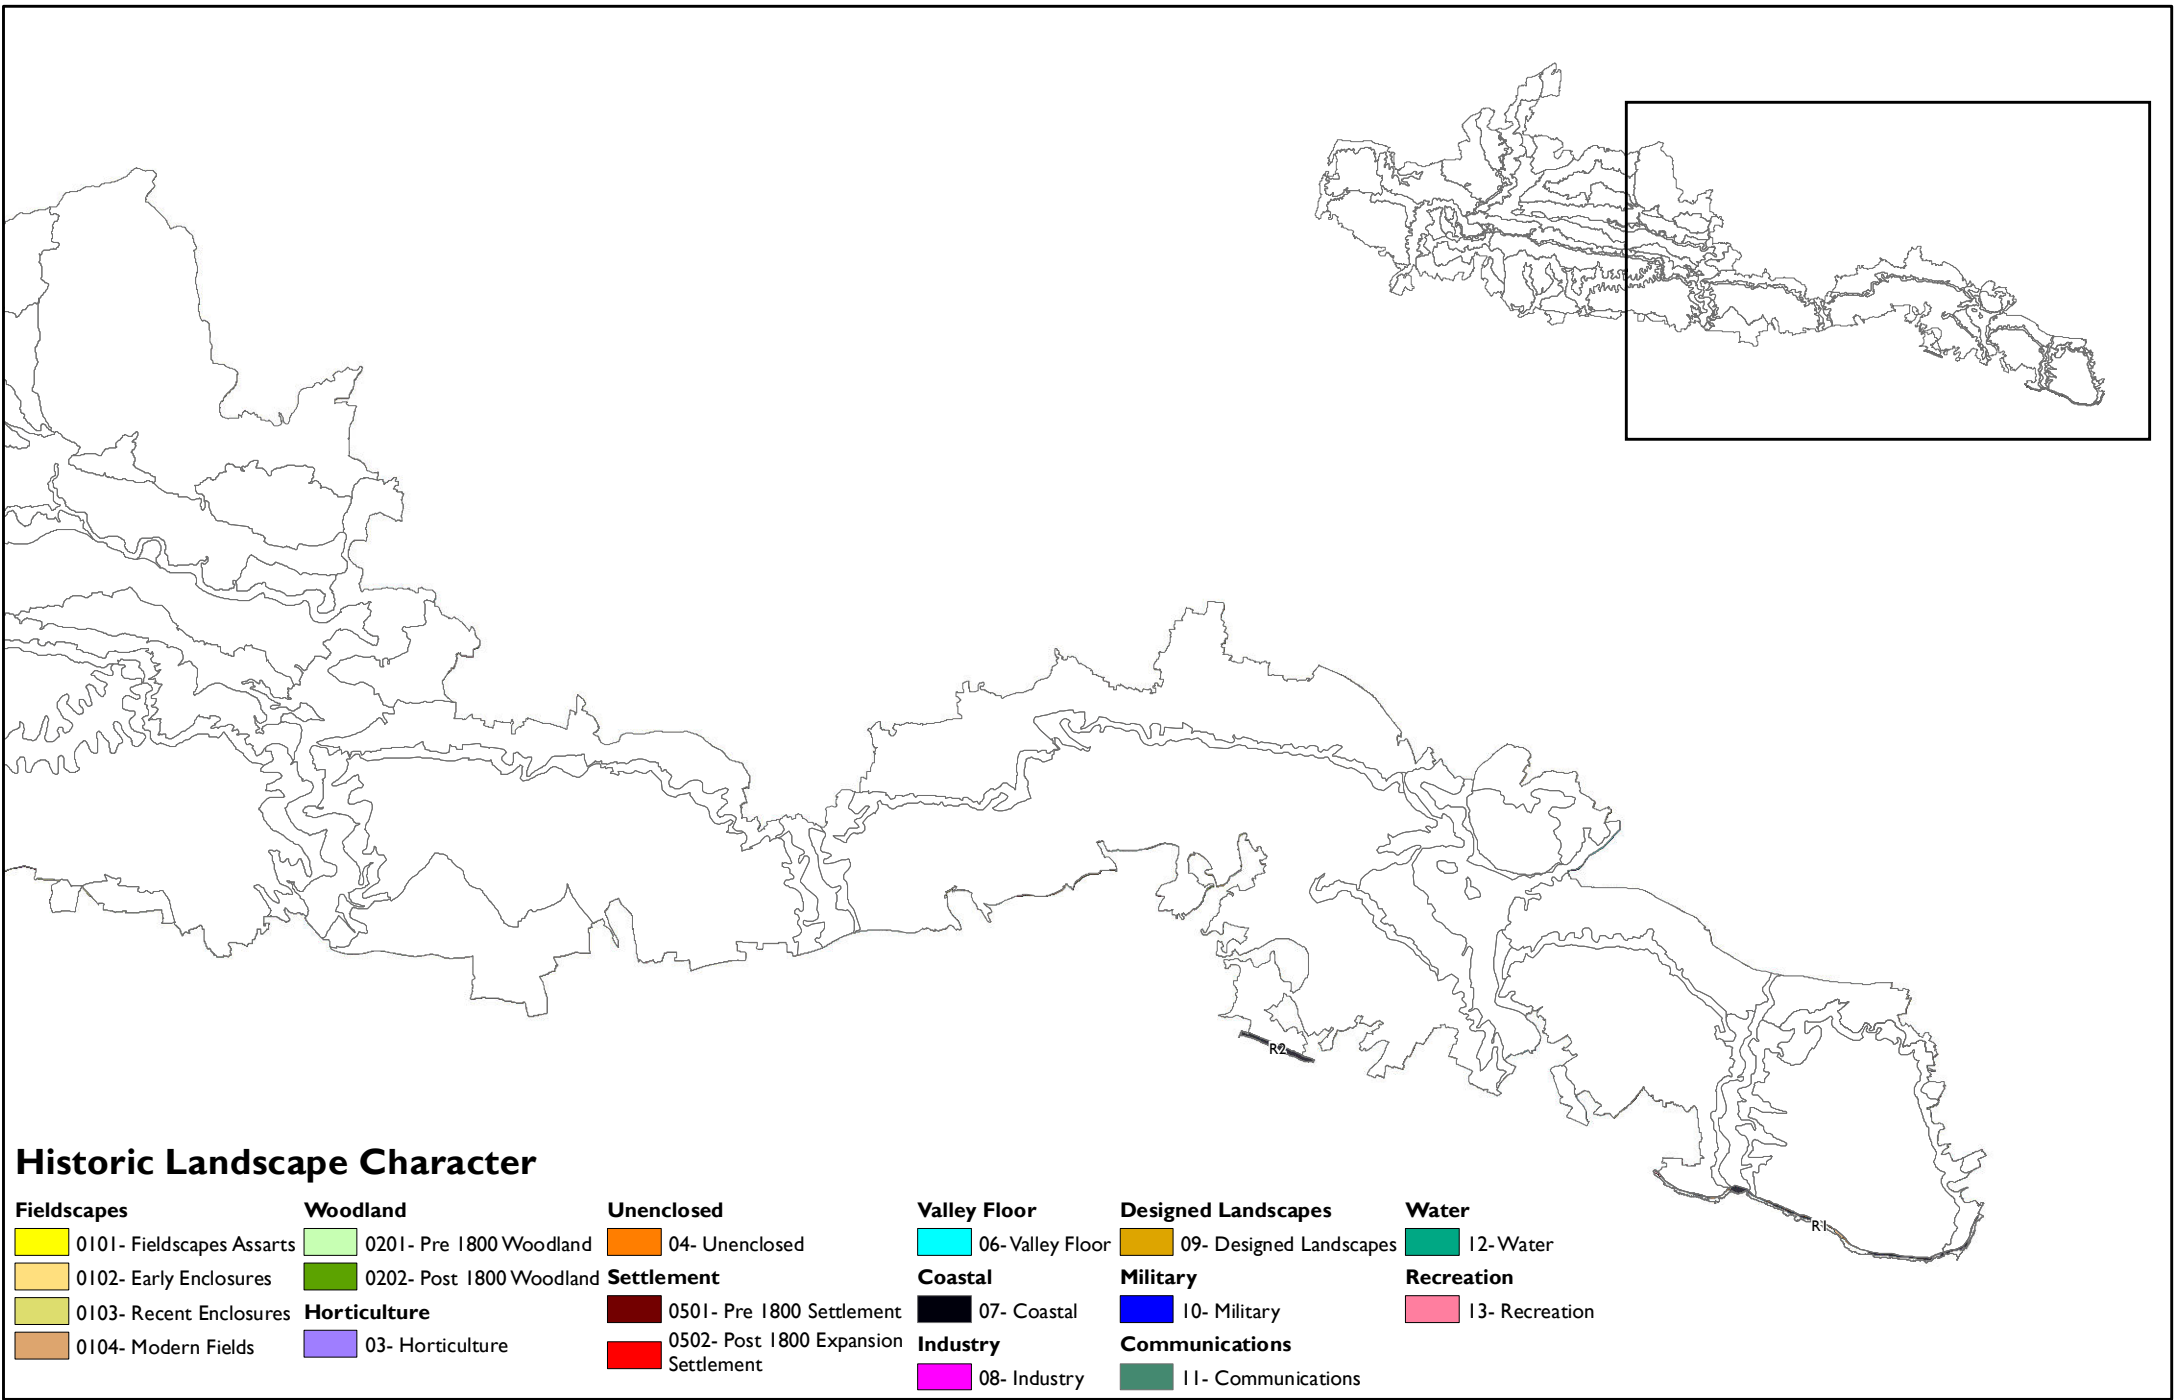 R2
R1
Historic Landscape Character
Fieldscapes
0101- Fieldscapes Assarts
0102- Early Enclosures
0103- Recent Enclosures
0104- Modern Fields
Woodland
0201- Pre 1800 Woodland
0202- Post 1800 Woodland
Horticulture
03- Horticulture
Unenclosed
04- Unenclosed
Settlement
0501- Pre 1800 Settlement
0502- Post 1800 Expansion
Settlement
Valley Floor
06- Valley Floor
Coastal
07- Coastal
Industry
08- Industry
Designed Landscapes
09- Designed Landscapes
Military
10- Military
Communications
11- Communications
Water
12- Water
Recreation
13- Recreation